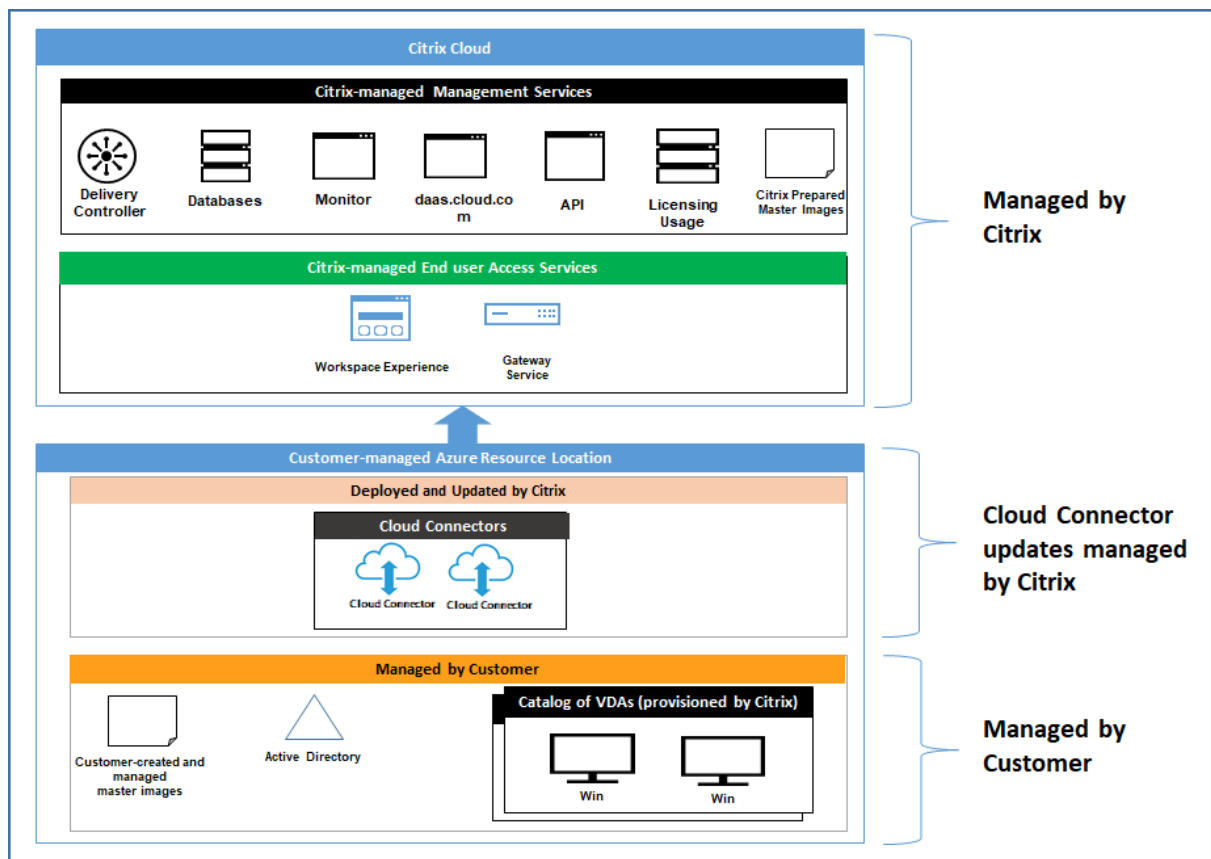 Citrix Cloud
Citrix-managed Management Services
Delivery
Controller
Databases
Monitor
daas.cloud.co
m
API
Licensing
Usage
Citrix Prepared
Master Images
Citrix-managed End user Access Services
Workspace Experience
Gateway
Service
Managed by
Citrix
Customer-managed Azure Resource Location
Deployed and Updated by Citrix
Cloud Connectors
Cloud Connector
Cloud Connector
Cloud Connector
updates managed
by Citrix
Managed by Customer
Customer-created and
managed
master images
Active Directory
Catalog of VDAs (provisioned by Citrix)
Win
Win
Managed by
Customer